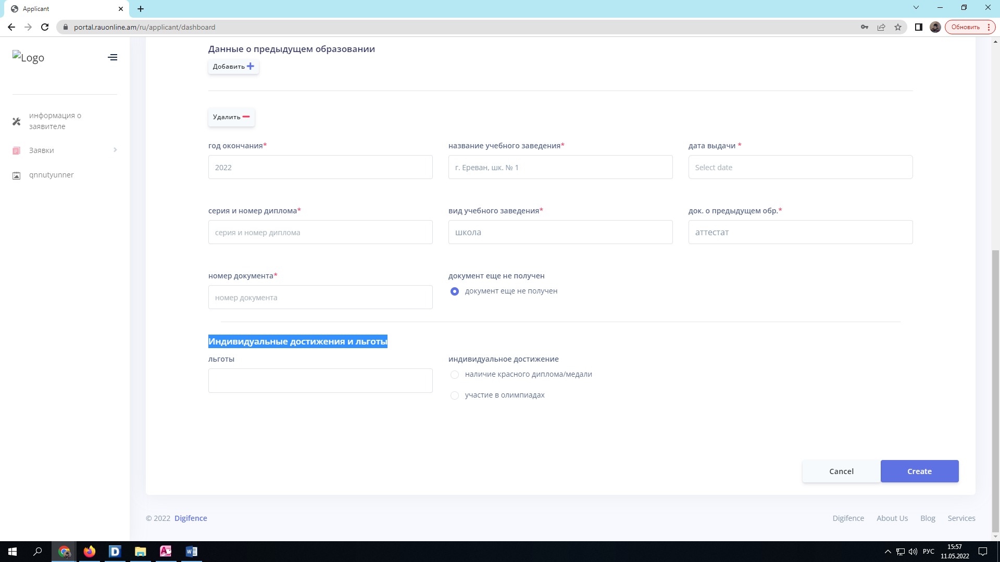 Applicant
portal.rauonline.am/ru/applicant/dashboard
Обновить
Logo
информация о
заявителе
Заявки
qnnutyunner
Данные о предыдущем образовании
Добавить
Удалить
год окончания* название учебного заведения* дата выдачи *
2022 г. Ереван, шк. № 1 Select date
серия и номер диплома* вид учебного заведения* док. о предыдущем обр.*
серия и номер диплома школа аттестат
номер документа* документ еще не получен
номер документа документ еще не получен
Индивидуальные достижения и льготы
льготы индивидуальное достижение
наличие красного диплома/медали
участие в олимпиадах
Cancel Create
© 2022 Digifence Digifence About Us Blog Services
РУС
15:57
11.05.2022